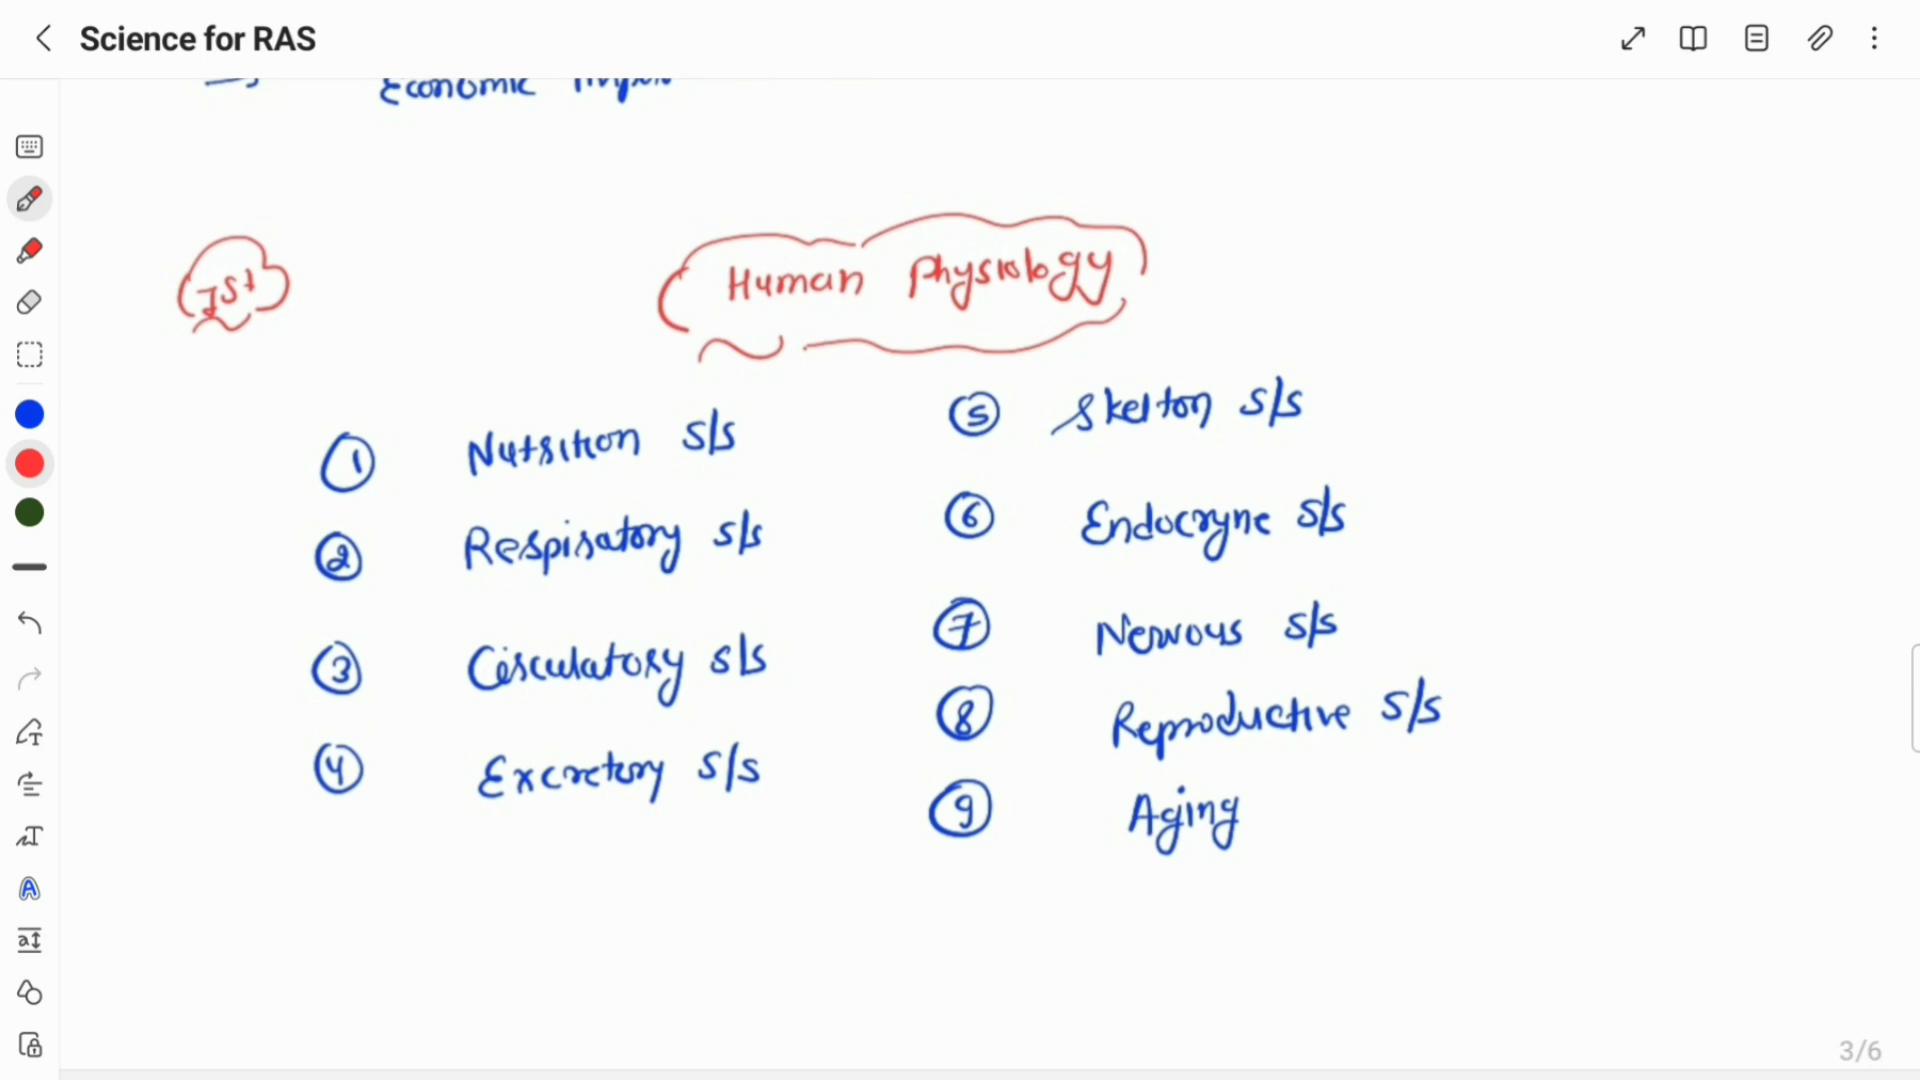 Science for RAS
Economic
1st
Human Physiology
① Nutrition s/s
② Respiratory s/s
③ Circulatory s/s
④ Excretory s/s
⑤ Skelton s/s
⑥ Endocryne s/s
⑦ Nervous s/s
⑧ Reproductive s/s
⑨ Aging
3/6